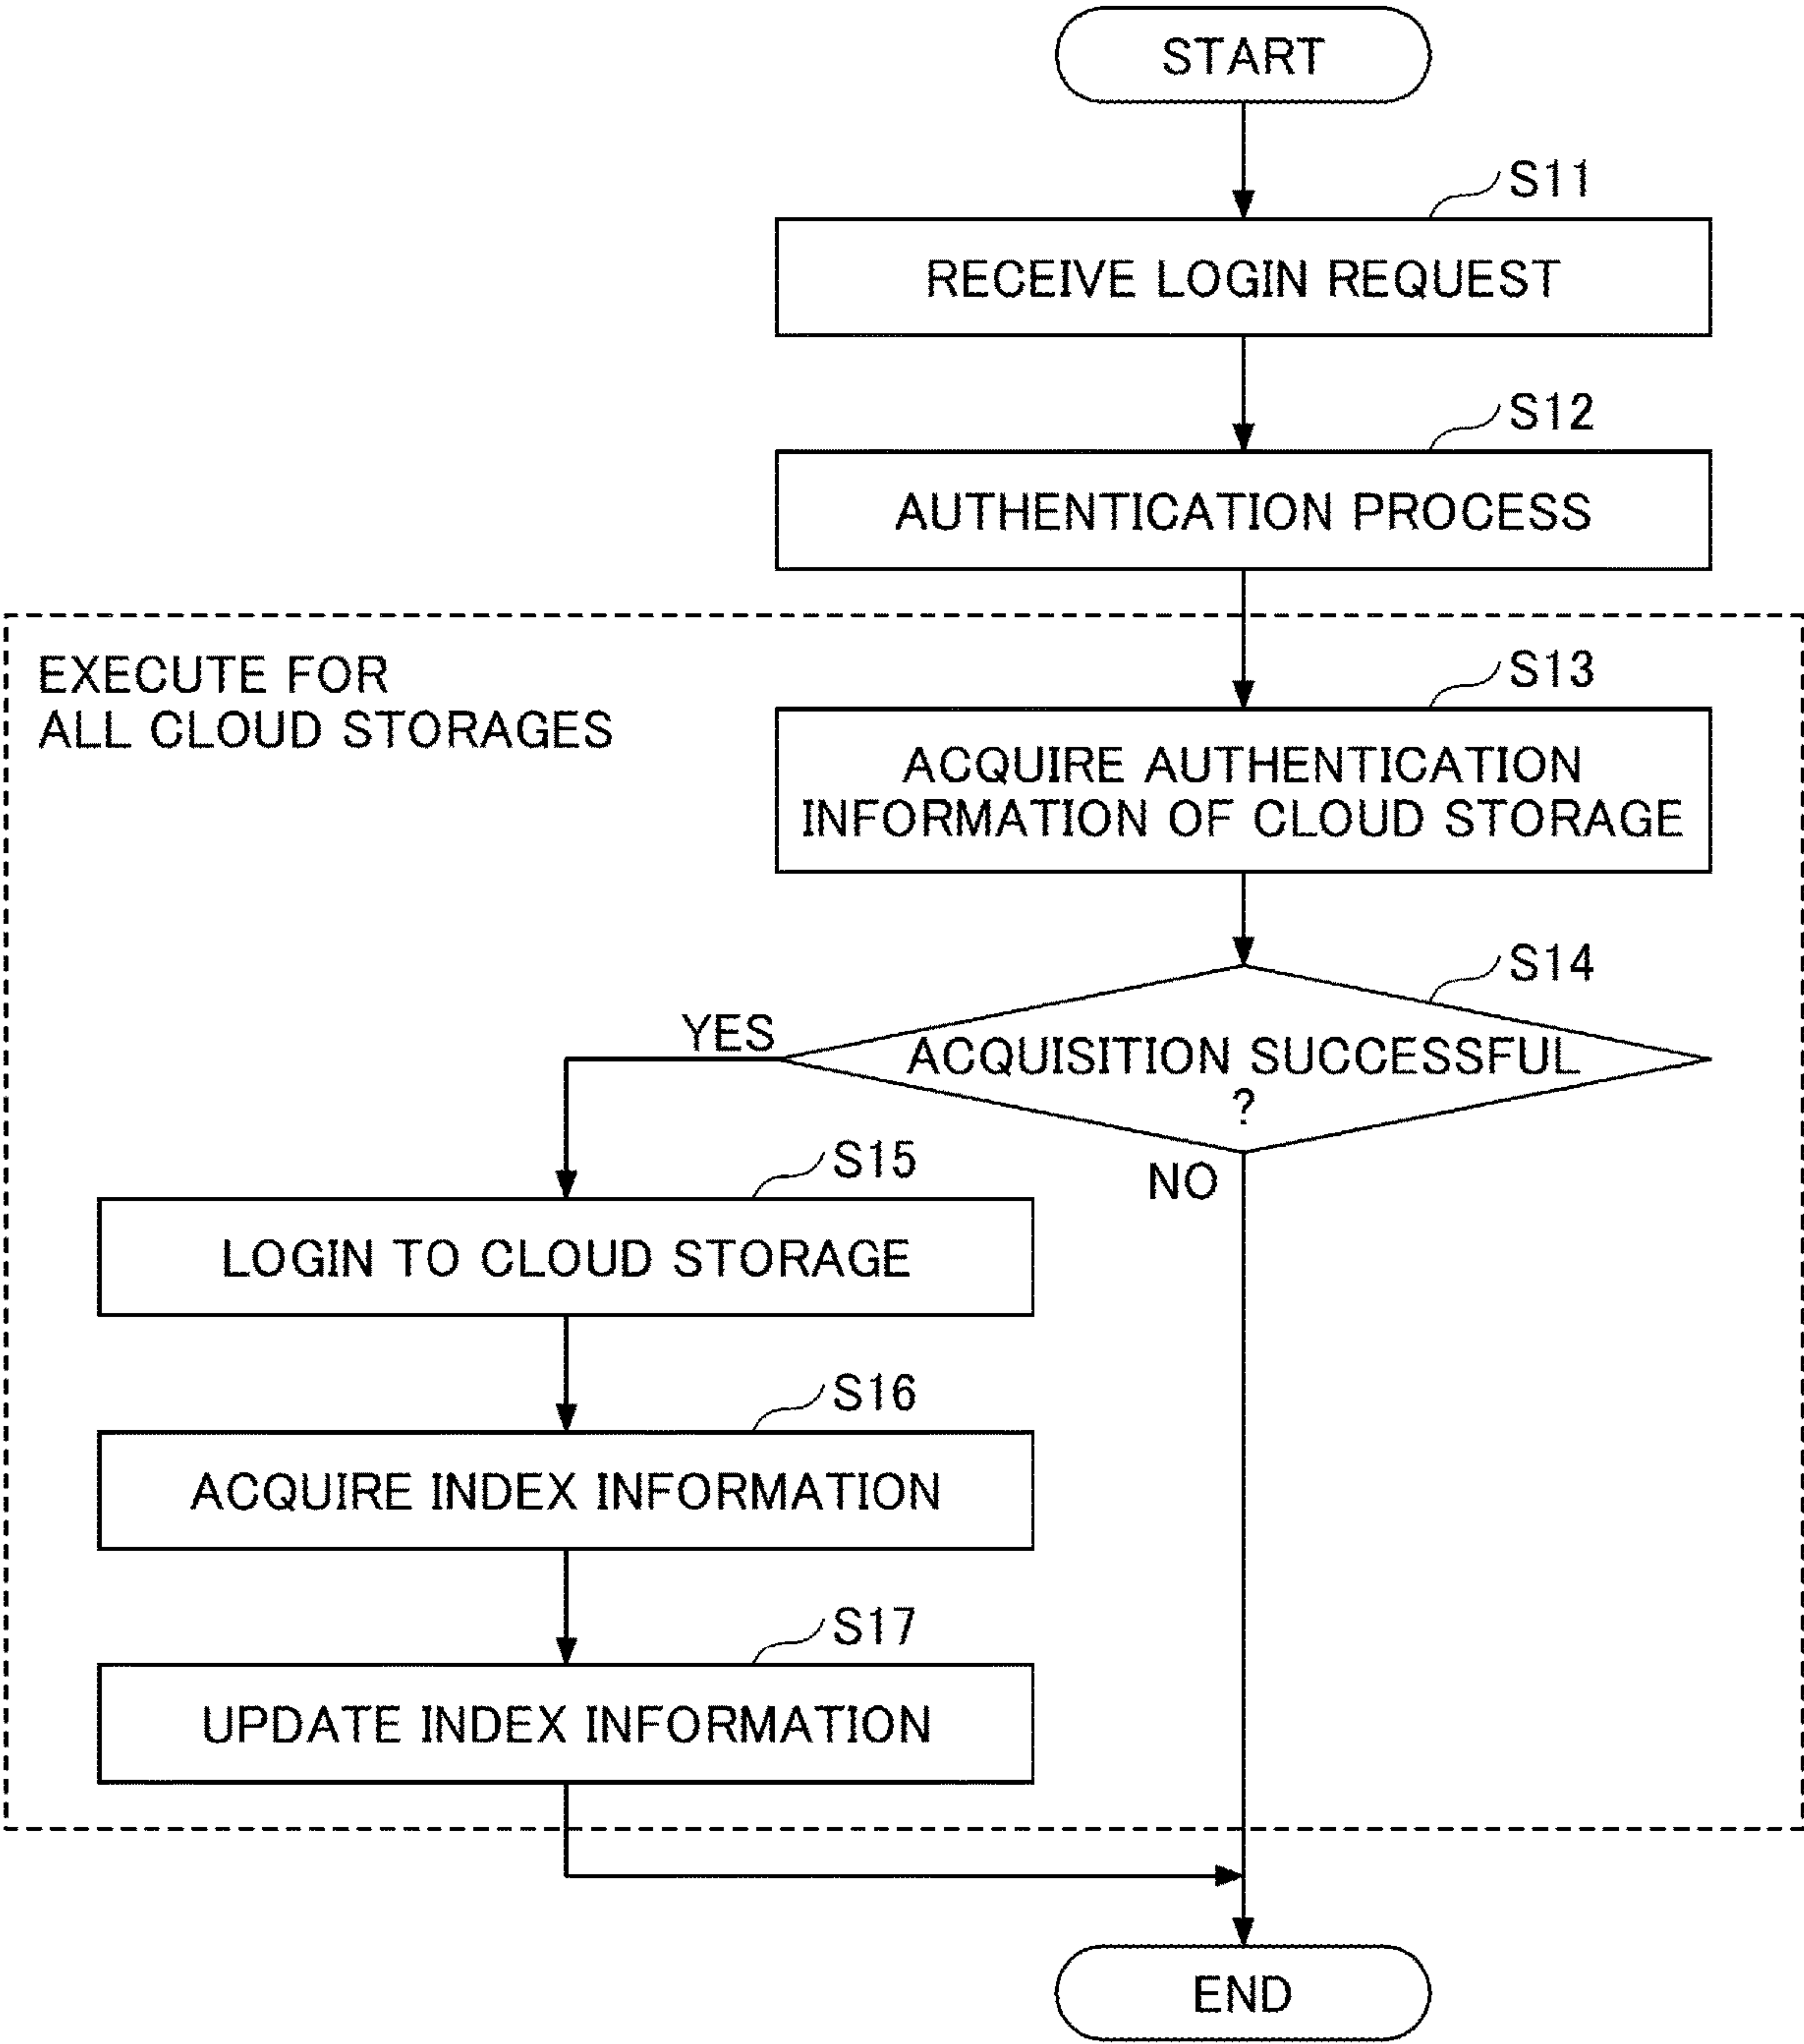 START
S11
RECEIVE LOGIN REQUEST
S12
AUTHENTICATION PROCESS
EXECUTE FOR
ALL CLOUD STORAGES
S13
ACQUIRE AUTHENTICATION
INFORMATION OF CLOUD STORAGE
S14
YES
ACQUISITION SUCCESSFUL
?
NO
S15
LOGIN TO CLOUD STORAGE
S16
ACQUIRE INDEX INFORMATION
S17
UPDATE INDEX INFORMATION
END